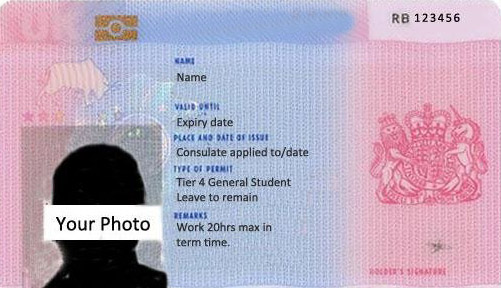 RB 123456
NAME
Name
VALID UNTIL
Expiry date
PLACE AND DATE OF ISSUE
Consulate applied to/date
TYPE OF PERMIT
Tier 4 General Student
Leave to remain
REMARKS
Work 20hrs max in
term time.
Your Photo
HOLDER'S SIGNATURE